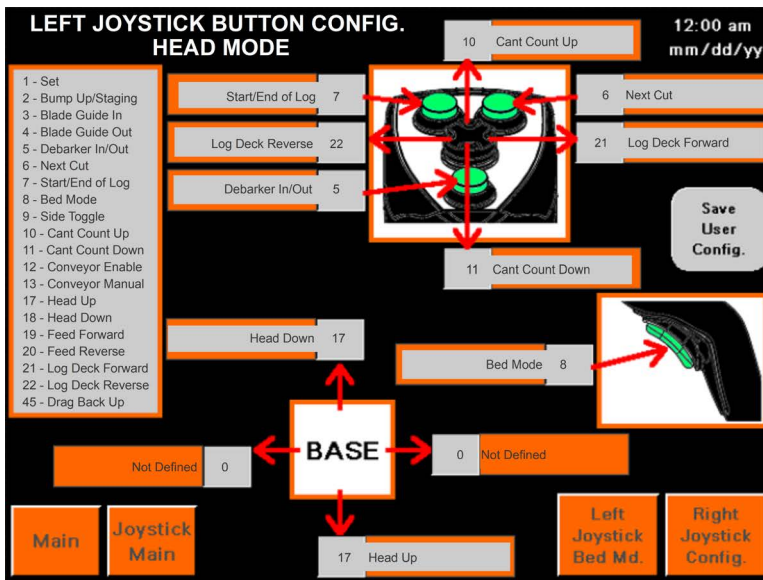 LEFT JOYSTICK BUTTON CONFIG.
HEAD MODE
12:00 am
mm/dd/yy
10 Cant Count Up
1 - Set
2 - Bump Up/Staging
3 - Blade Guide In
4 - Blade Guide Out
5 - Debarker In/Out
6 - Next Cut
7 - Start/End of Log
8 - Bed Mode
9 - Side Toggle
10 - Cant Count Up
11 - Cant Count Down
12 - Conveyor Enable
13 - Conveyor Manual
17 - Head Up
18 - Head Down
19 - Feed Forward
20 - Feed Reverse
21 - Log Deck Forward
22 - Log Deck Reverse
45 - Drag Back Up
Start/End of Log 7
6 Next Cut
Log Deck Reverse 22
21 Log Deck Forward
Debarker In/Out 5
Save
User
Config.
11 Cant Count Down
Head Down 17
Bed Mode 8
BASE
Not Defined 0
0 Not Defined
17 Head Up
Main
Joystick
Main
Left
Joystick
Bed Md.
Right
Joystick
Config.